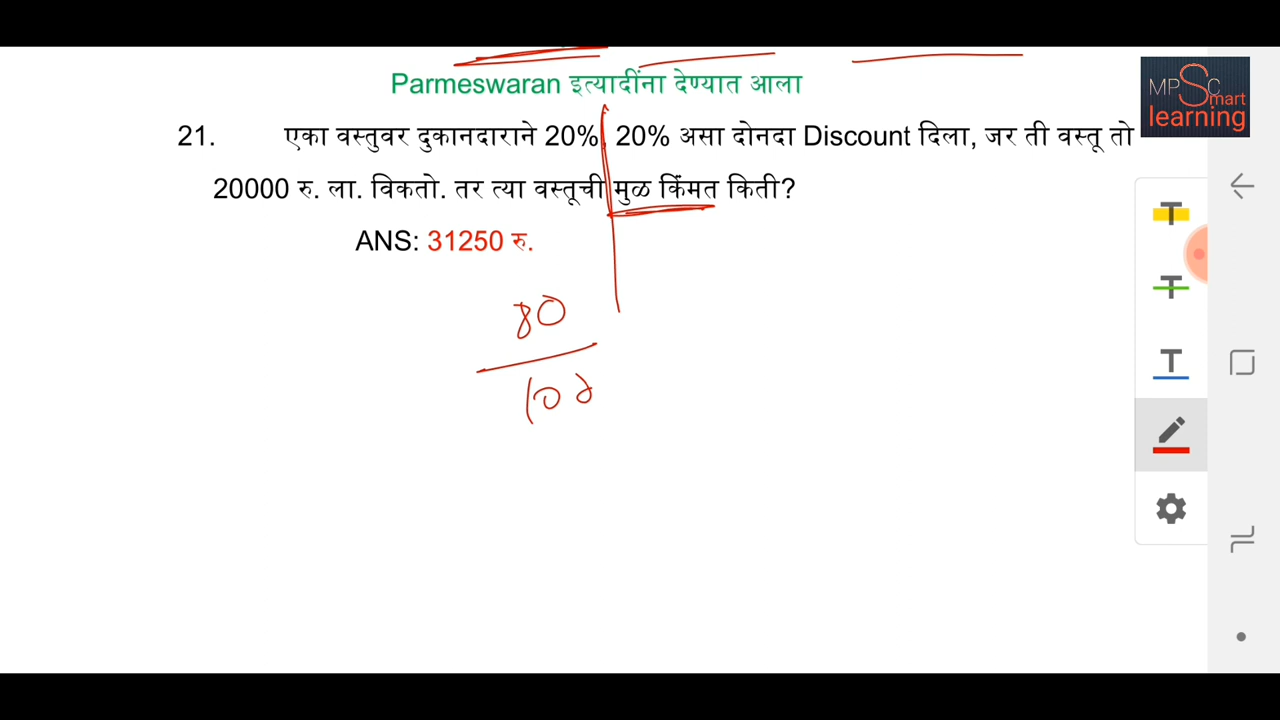 Parmeswaran इत्यादींना देण्यात आला
MPSC Smart learning
21. एका वस्तुवर दुकानदाराने 20%, 20% असा दोनदा Discount दिला, जर ती वस्तू तो
20000 रु. ला. विकतो. तर त्या वस्तूची मुळ किंमत किती?
ANS: 31250 रु.
80
100